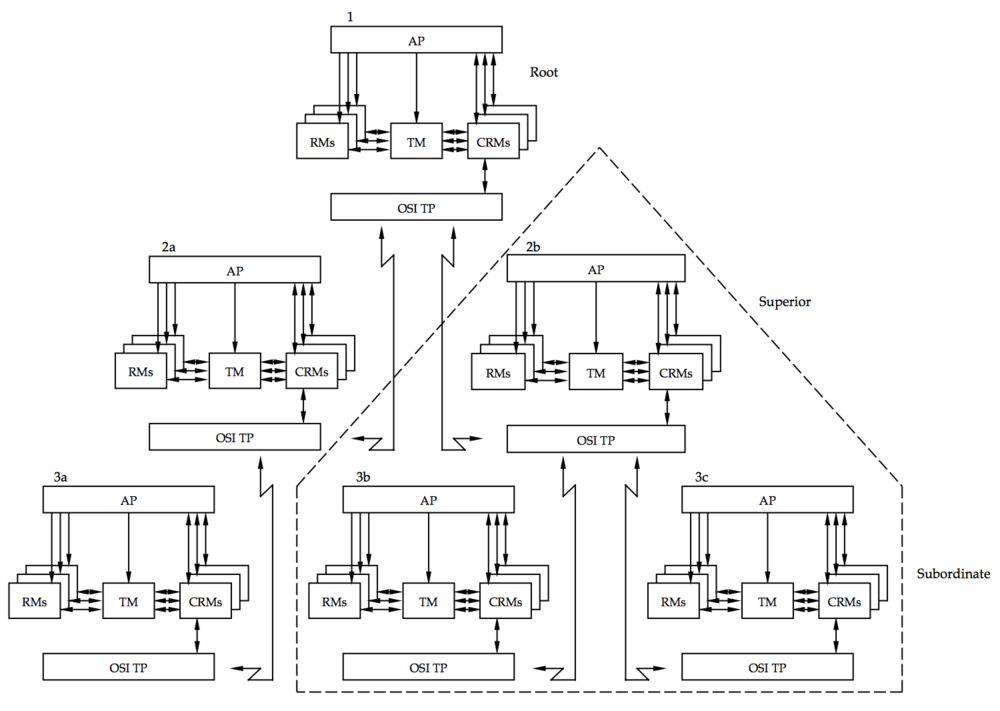 1
AP
Root
RMs
TM
CRMs
OSI TP
2a
AP
RMs
TM
CRMs
OSI TP
2b
AP
Superior
RMs
TM
CRMs
OSI TP
3a
AP
RMs
TM
CRMs
OSI TP
3b
AP
RMs
TM
CRMs
OSI TP
3c
AP
Subordinate
RMs
TM
CRMs
OSI TP